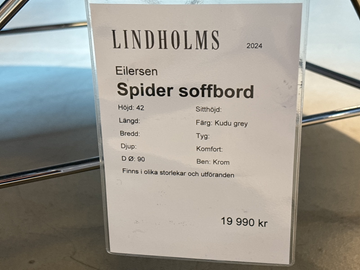 LINDHOLMS 2024
Eilersen
Spider soffbord
Höjd: 42 Sitthöjd:
Längd: Färg: Kudu grey
Bredd: Tyg:
Djup: Komfort:
D Ø: 90 Ben: Krom
Finns i olika storlekar och utföranden
19 990 kr